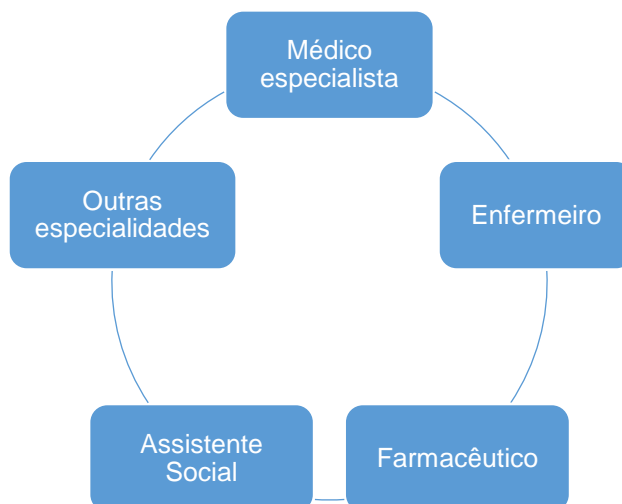 Médico
especialista
Enfermeiro
Farmacêutico
Assistente
Social
Outras
especialidades